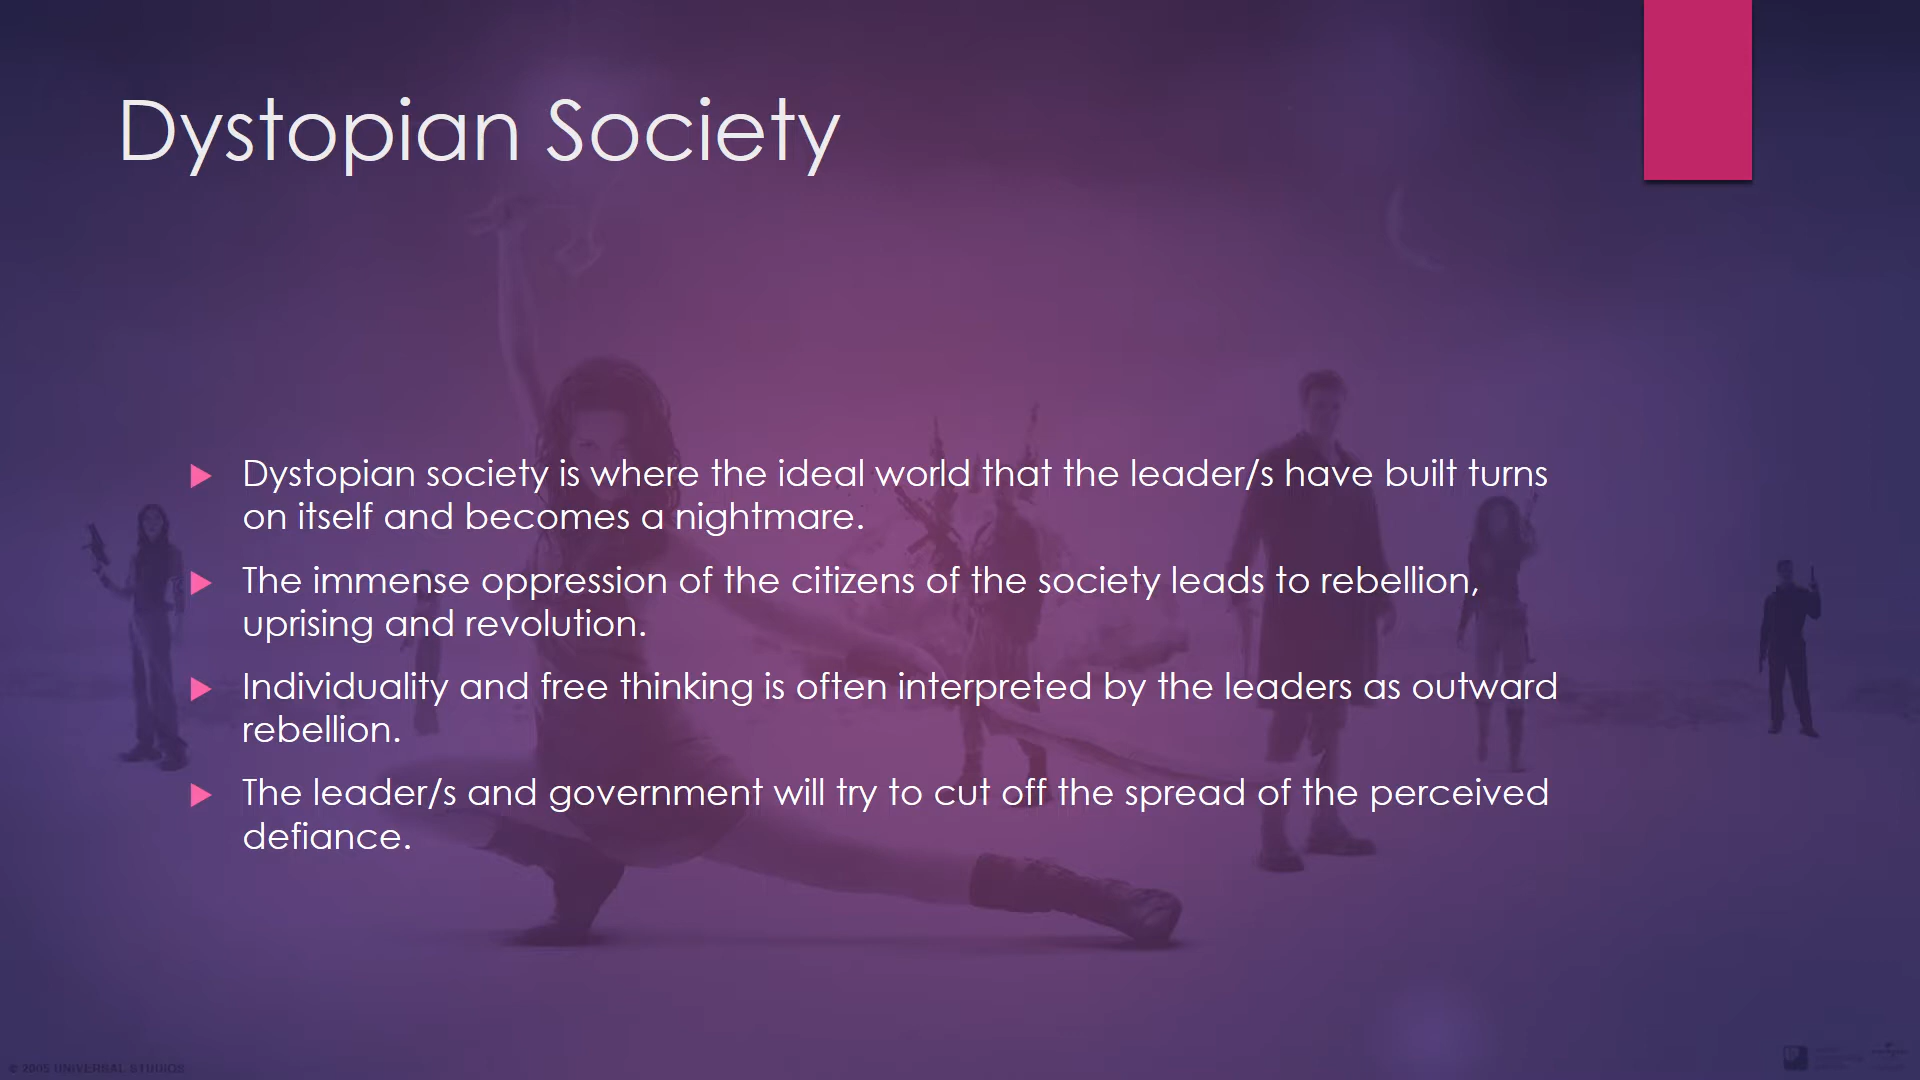 Dystopian Society
Dystopian society is where the ideal world that the leader/s have built turns
on itself and becomes a nightmare.
The immense oppression of the citizens of the society leads to rebellion,
uprising and revolution.
Individuality and free thinking is often interpreted by the leaders as outward
rebellion.
The leader/s and government will try to cut off the spread of the perceived
defiance.
© 2005 UNIVERSAL STUDIOS